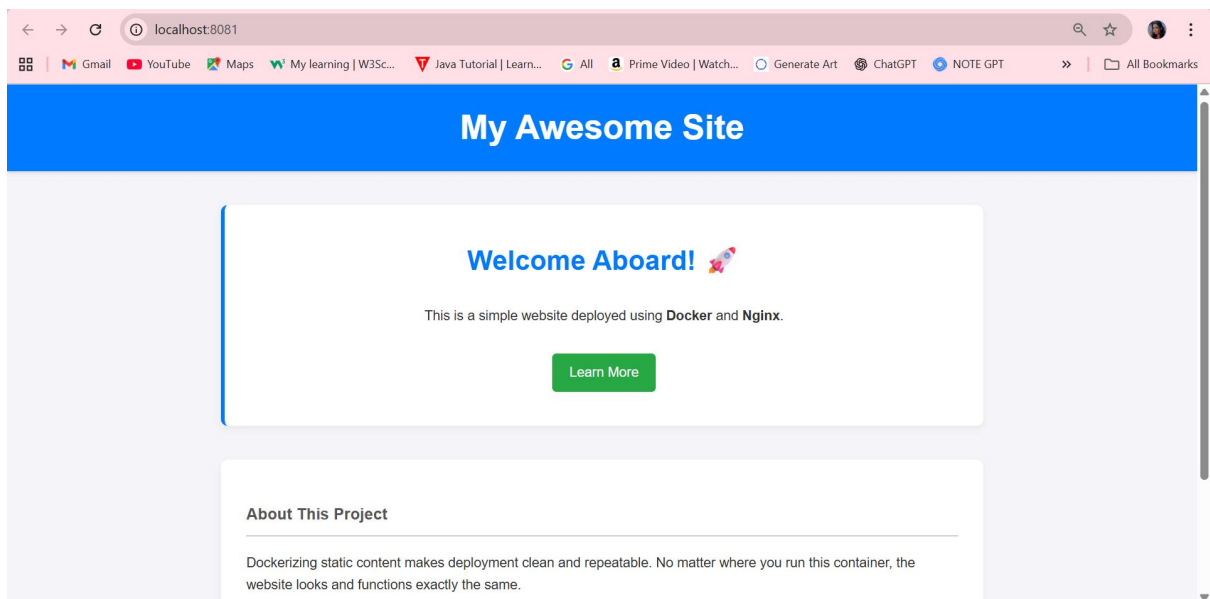 localhost:8081
Gmail YouTube Maps My learning | W3Sc... Java Tutorial | Learn... All Prime Video | Watch... Generate Art ChatGPT NOTE GPT » All Bookmarks
My Awesome Site
Welcome Aboard! 🚀
This is a simple website deployed using Docker and Nginx.
Learn More
About This Project
Dockerizing static content makes deployment clean and repeatable. No matter where you run this container, the
website looks and functions exactly the same.